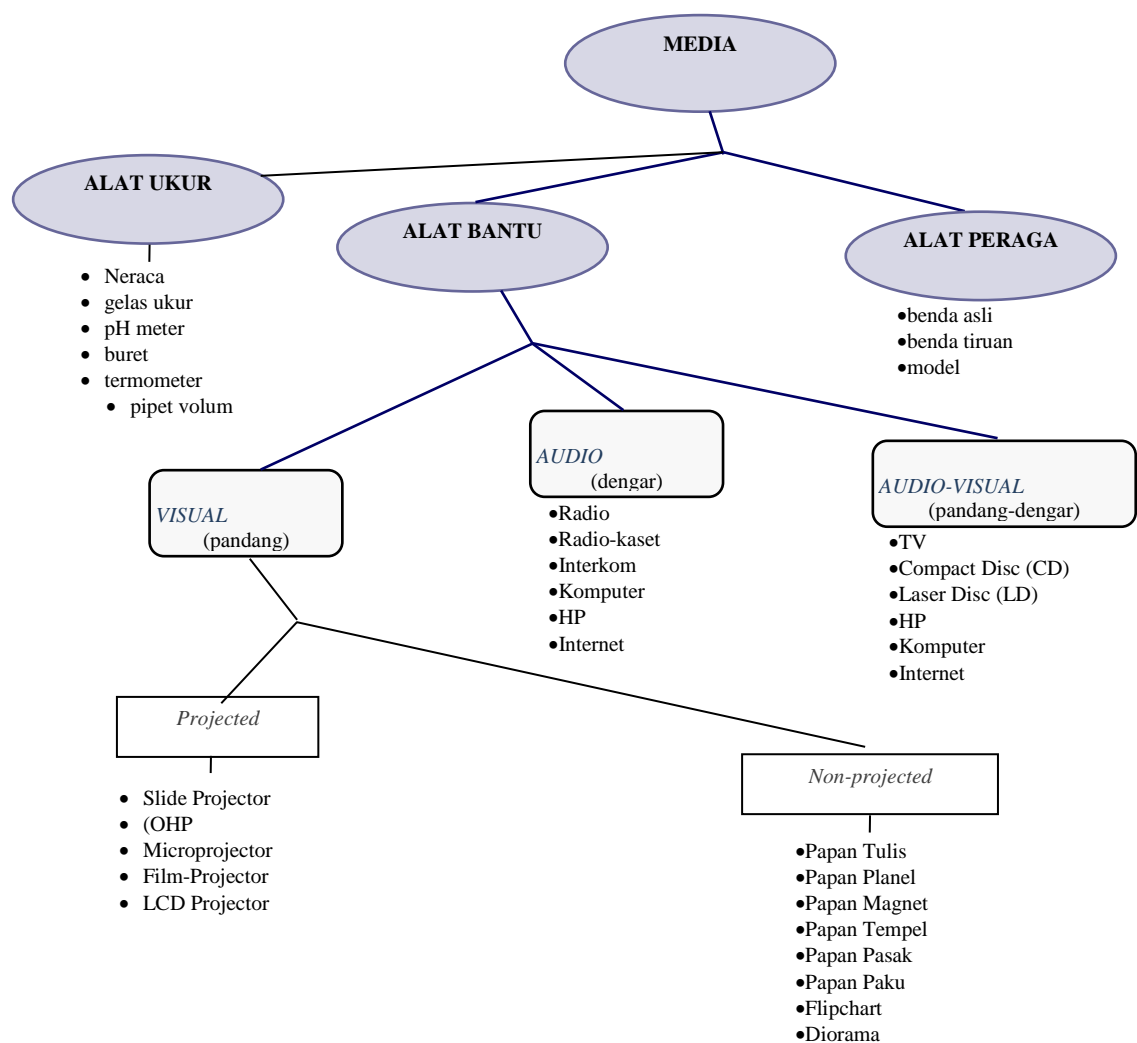 MEDIA
ALAT UKUR
ALAT BANTU
ALAT PERAGA
• Neraca
• gelas ukur
• pH meter
• buret
• termometer
• pipet volum
•benda asli
•benda tiruan
•model
VISUAL
(pandang)
AUDIO
(dengar)
AUDIO-VISUAL
(pandang-dengar)
•Radio
•Radio-kaset
•Interkom
•Komputer
•HP
•Internet
•TV
•Compact Disc (CD)
•Laser Disc (LD)
•HP
•Komputer
•Internet
Projected
• Slide Projector
• (OHP
• Microprojector
• Film-Projector
• LCD Projector
Non-projected
•Papan Tulis
•Papan Planel
•Papan Magnet
•Papan Tempel
•Papan Pasak
•Papan Paku
•Flipchart
•Diorama